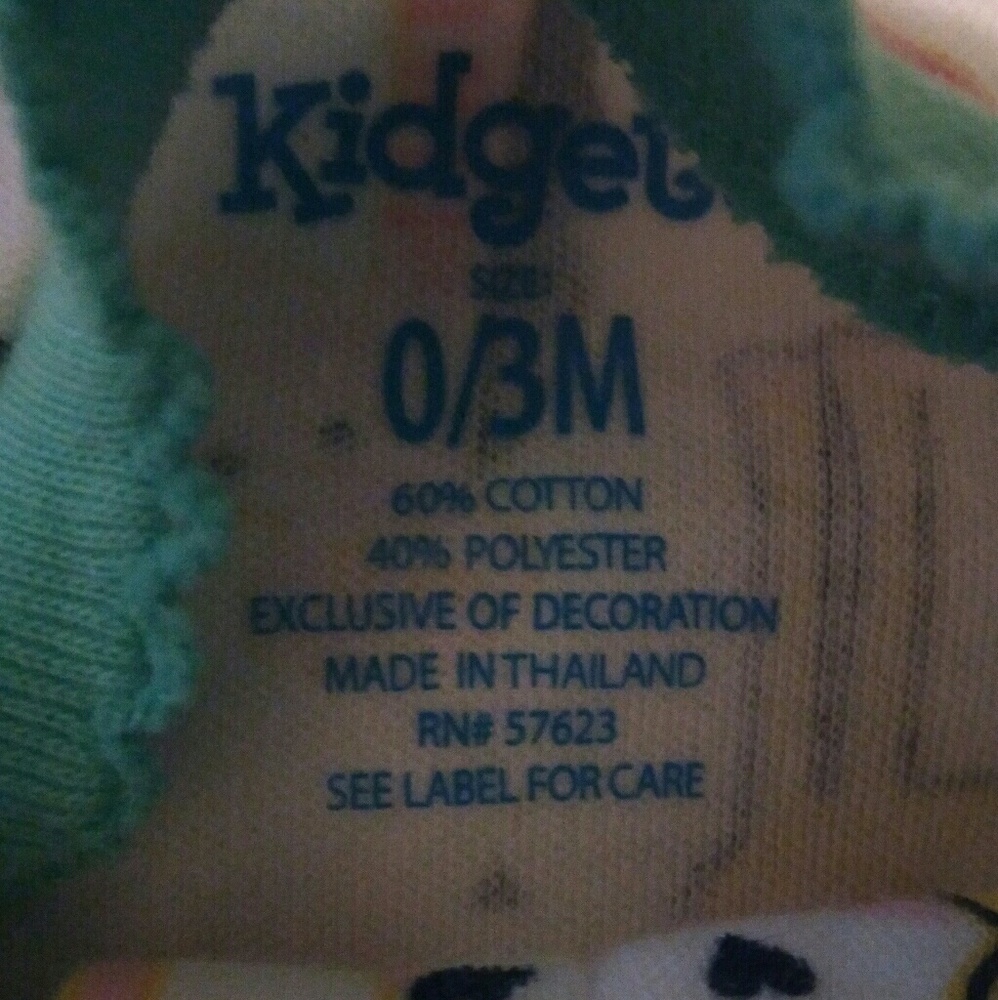 Kidget
SIZE:
0/3M
60% COTTON
40% POLYESTER
EXCLUSIVE OF DECORATION
MADE IN THAILAND
RN# 57623
SEE LABEL FOR CARE